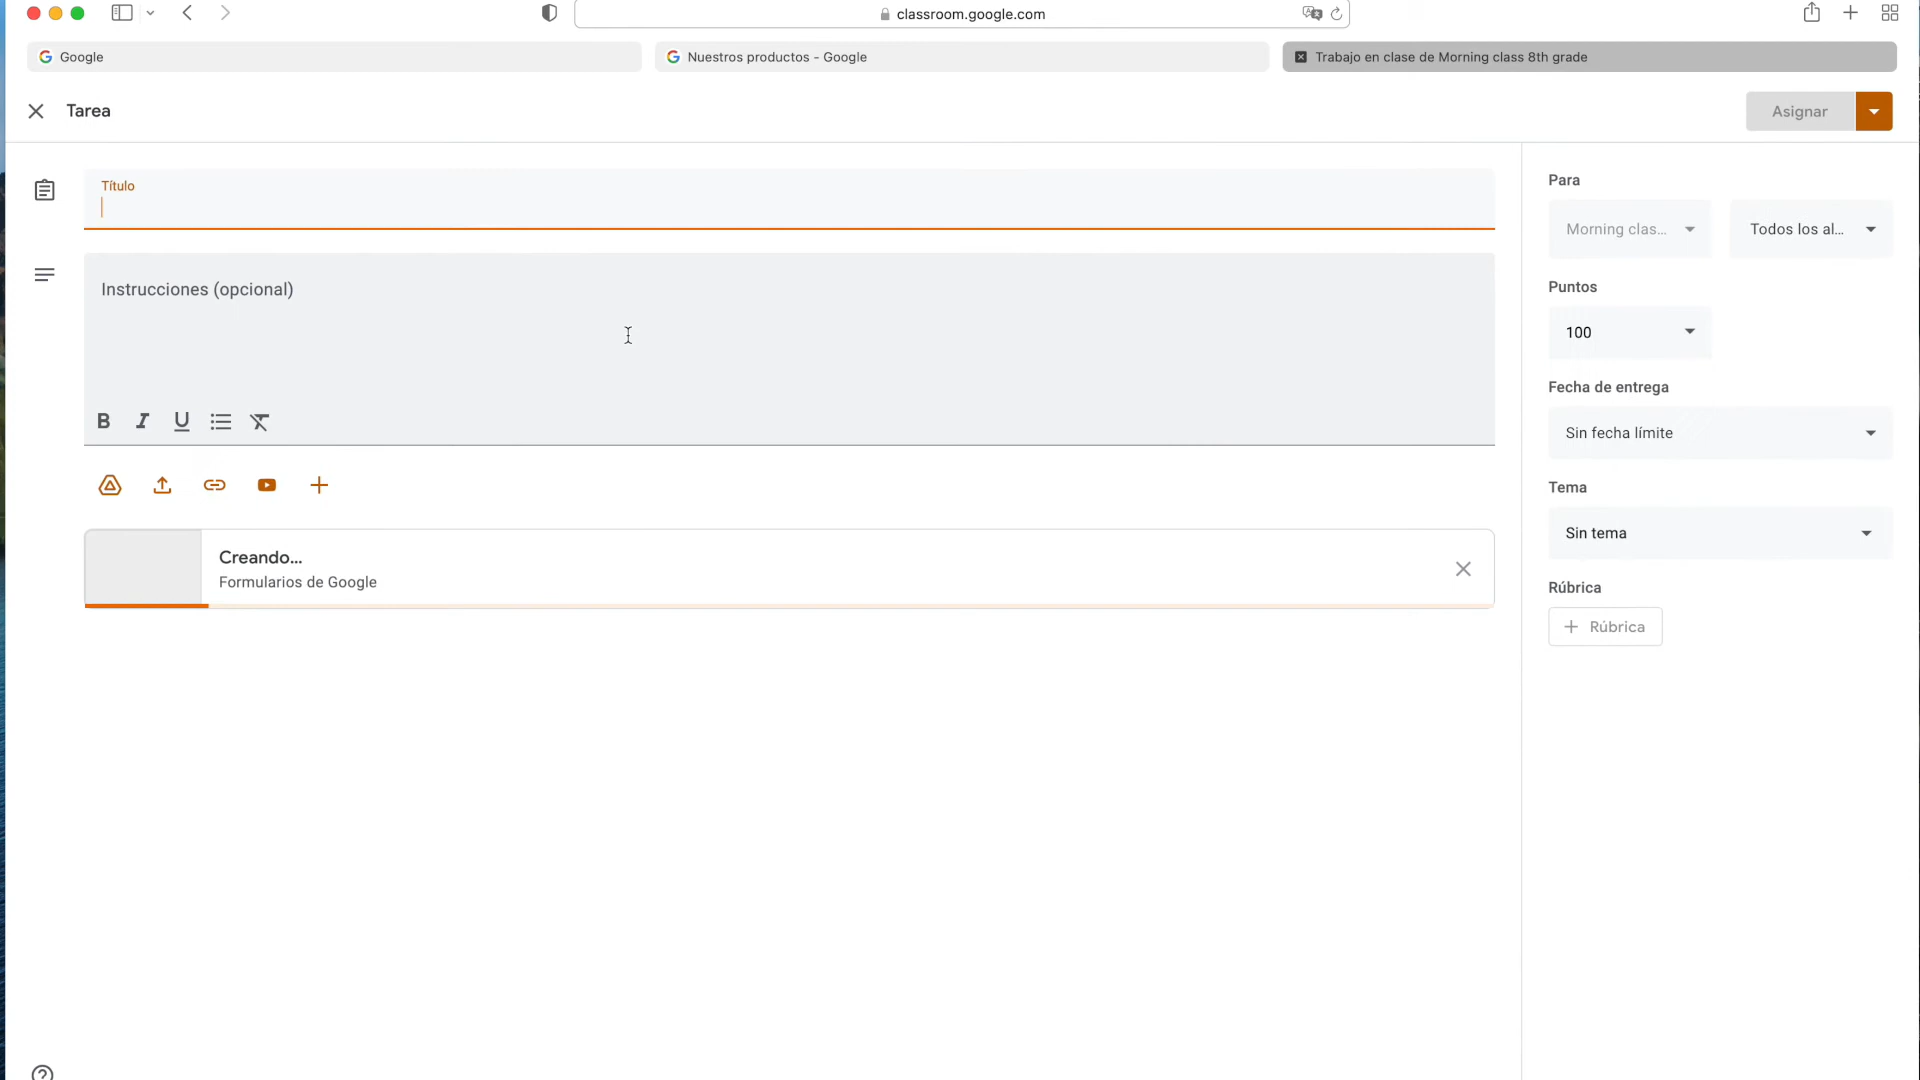 classroom.google.com
Google
Nuestros productos - Google
Trabajo en clase de Morning class 8th grade
Tarea
Asignar
Título
Instrucciones (opcional)
B I U
Creando...
Formularios de Google
Para
Morning clas...
Todos los al...
Puntos
100
Fecha de entrega
Sin fecha límite
Tema
Sin tema
Rúbrica
Rúbrica